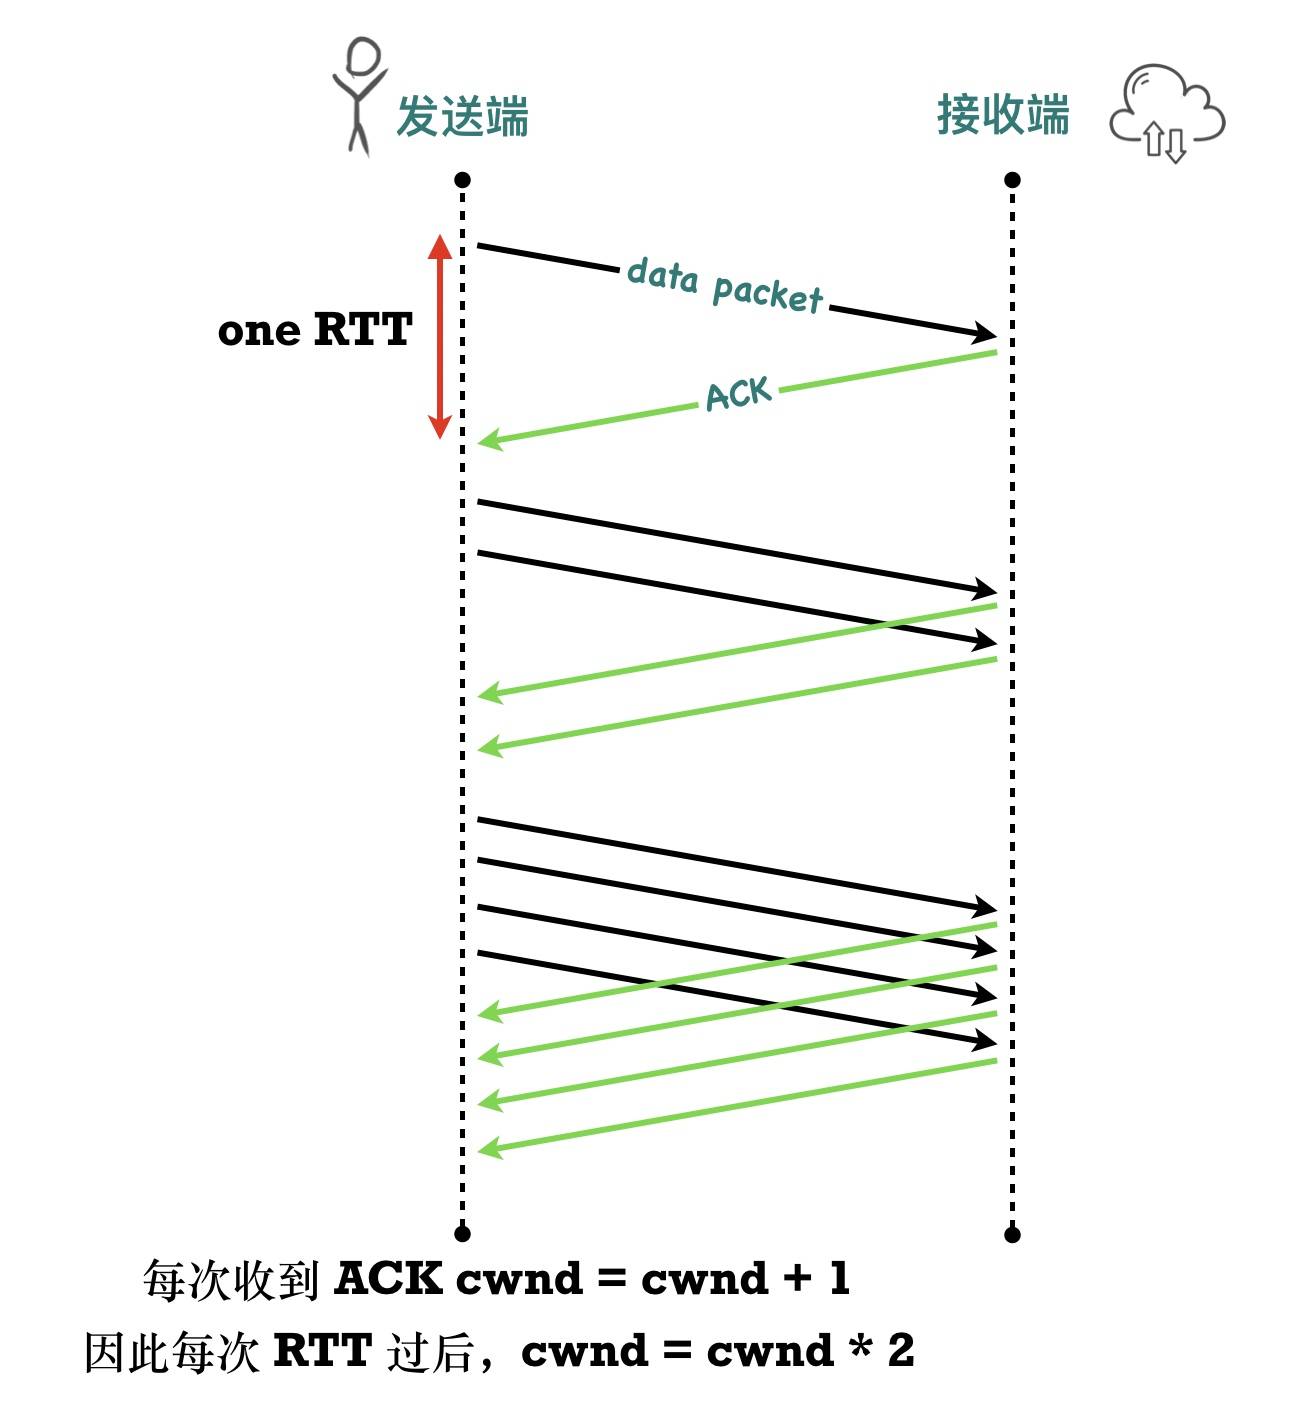 发送端
接收端
one RTT
data packet
ACK
每次收到 ACK cwnd = cwnd + 1
因此每次 RTT 过后，cwnd = cwnd * 2